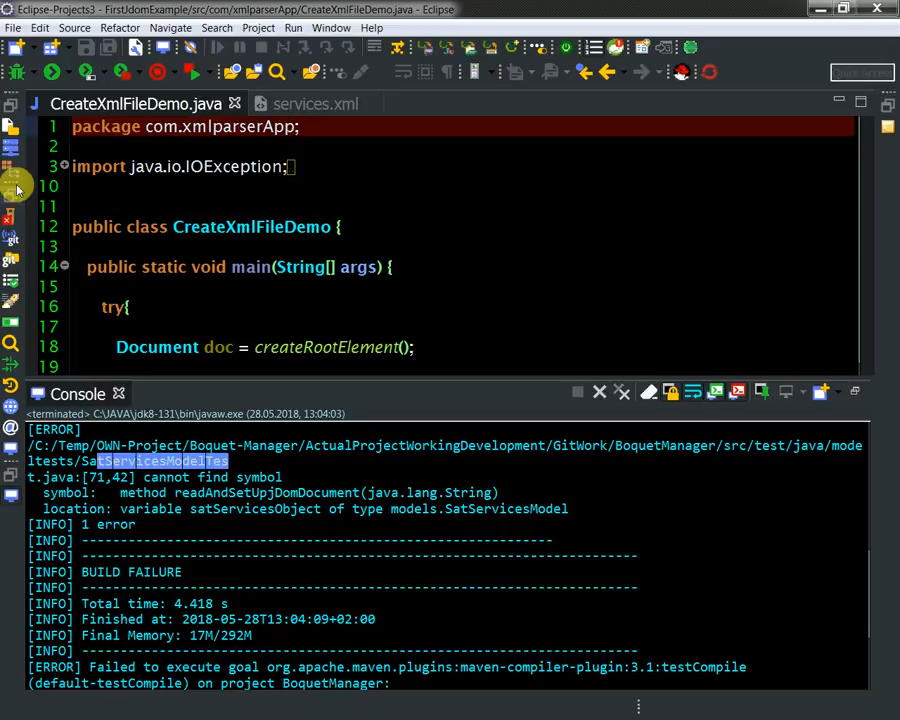 Eclipse-Projects3 - FirstJdomExample/src/com/xmlparserApp/CreateXmlFileDemo.java - Eclipse
File Edit Source Refactor Navigate Search Project Run Window Help
Quick Access
CreateXmlFileDemo.java services.xml
1 package com.xmlparserApp;
2
3 import java.io.IOException;
10
11
12 public class CreateXmlFileDemo {
13
14 public static void main(String[] args) {
15
16 try{
17
18 Document doc = createRootElement();
19
Console
<terminated> C:\JAVA\jdk8-131\bin\javaw.exe (28.05.2018, 13:04:03)
[ERROR]
/C:/Temp/OWN-Project/Boquet-Manager/ActualProjectWorkingDevelopment/GitWork/BoquetManager/src/test/java/mode
ltests/SatServicesModelTes
t.java:[71,42] cannot find symbol
symbol: method readAndSetUpjDomDocument(java.lang.String)
location: variable satServicesObject of type models.SatServicesModel
[INFO] 1 error
[INFO] -----------------------------------------------------------
[INFO] ------------------------------------------------------------------------
[INFO] BUILD FAILURE
[INFO] ------------------------------------------------------------------------
[INFO] Total time: 4.418 s
[INFO] Finished at: 2018-05-28T13:04:09+02:00
[INFO] Final Memory: 17M/292M
[INFO] ------------------------------------------------------------------------
[ERROR] Failed to execute goal org.apache.maven.plugins:maven-compiler-plugin:3.1:testCompile
(default-testCompile) on project BoquetManager: